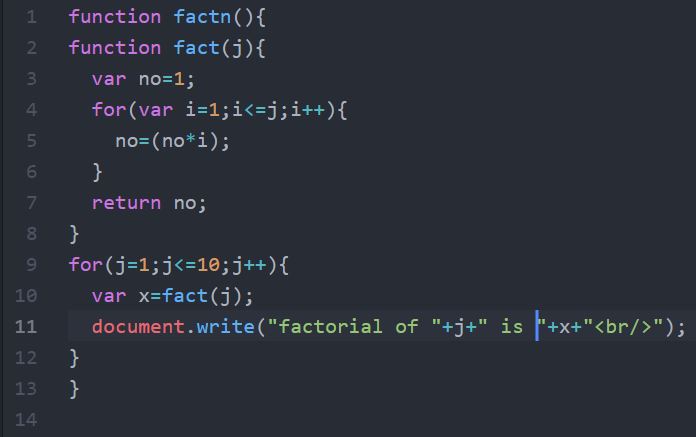 1 function factn(){
2 function fact(j){
3   var no=1;
4   for(var i=1;i<=j;i++){
5     no=(no*i);
6   }
7   return no;
8 }
9 for(j=1;j<=10;j++){
10   var x=fact(j);
11   document.write("factorial of "+j+" is "+x+"<br/>");
12 }
13 }
14